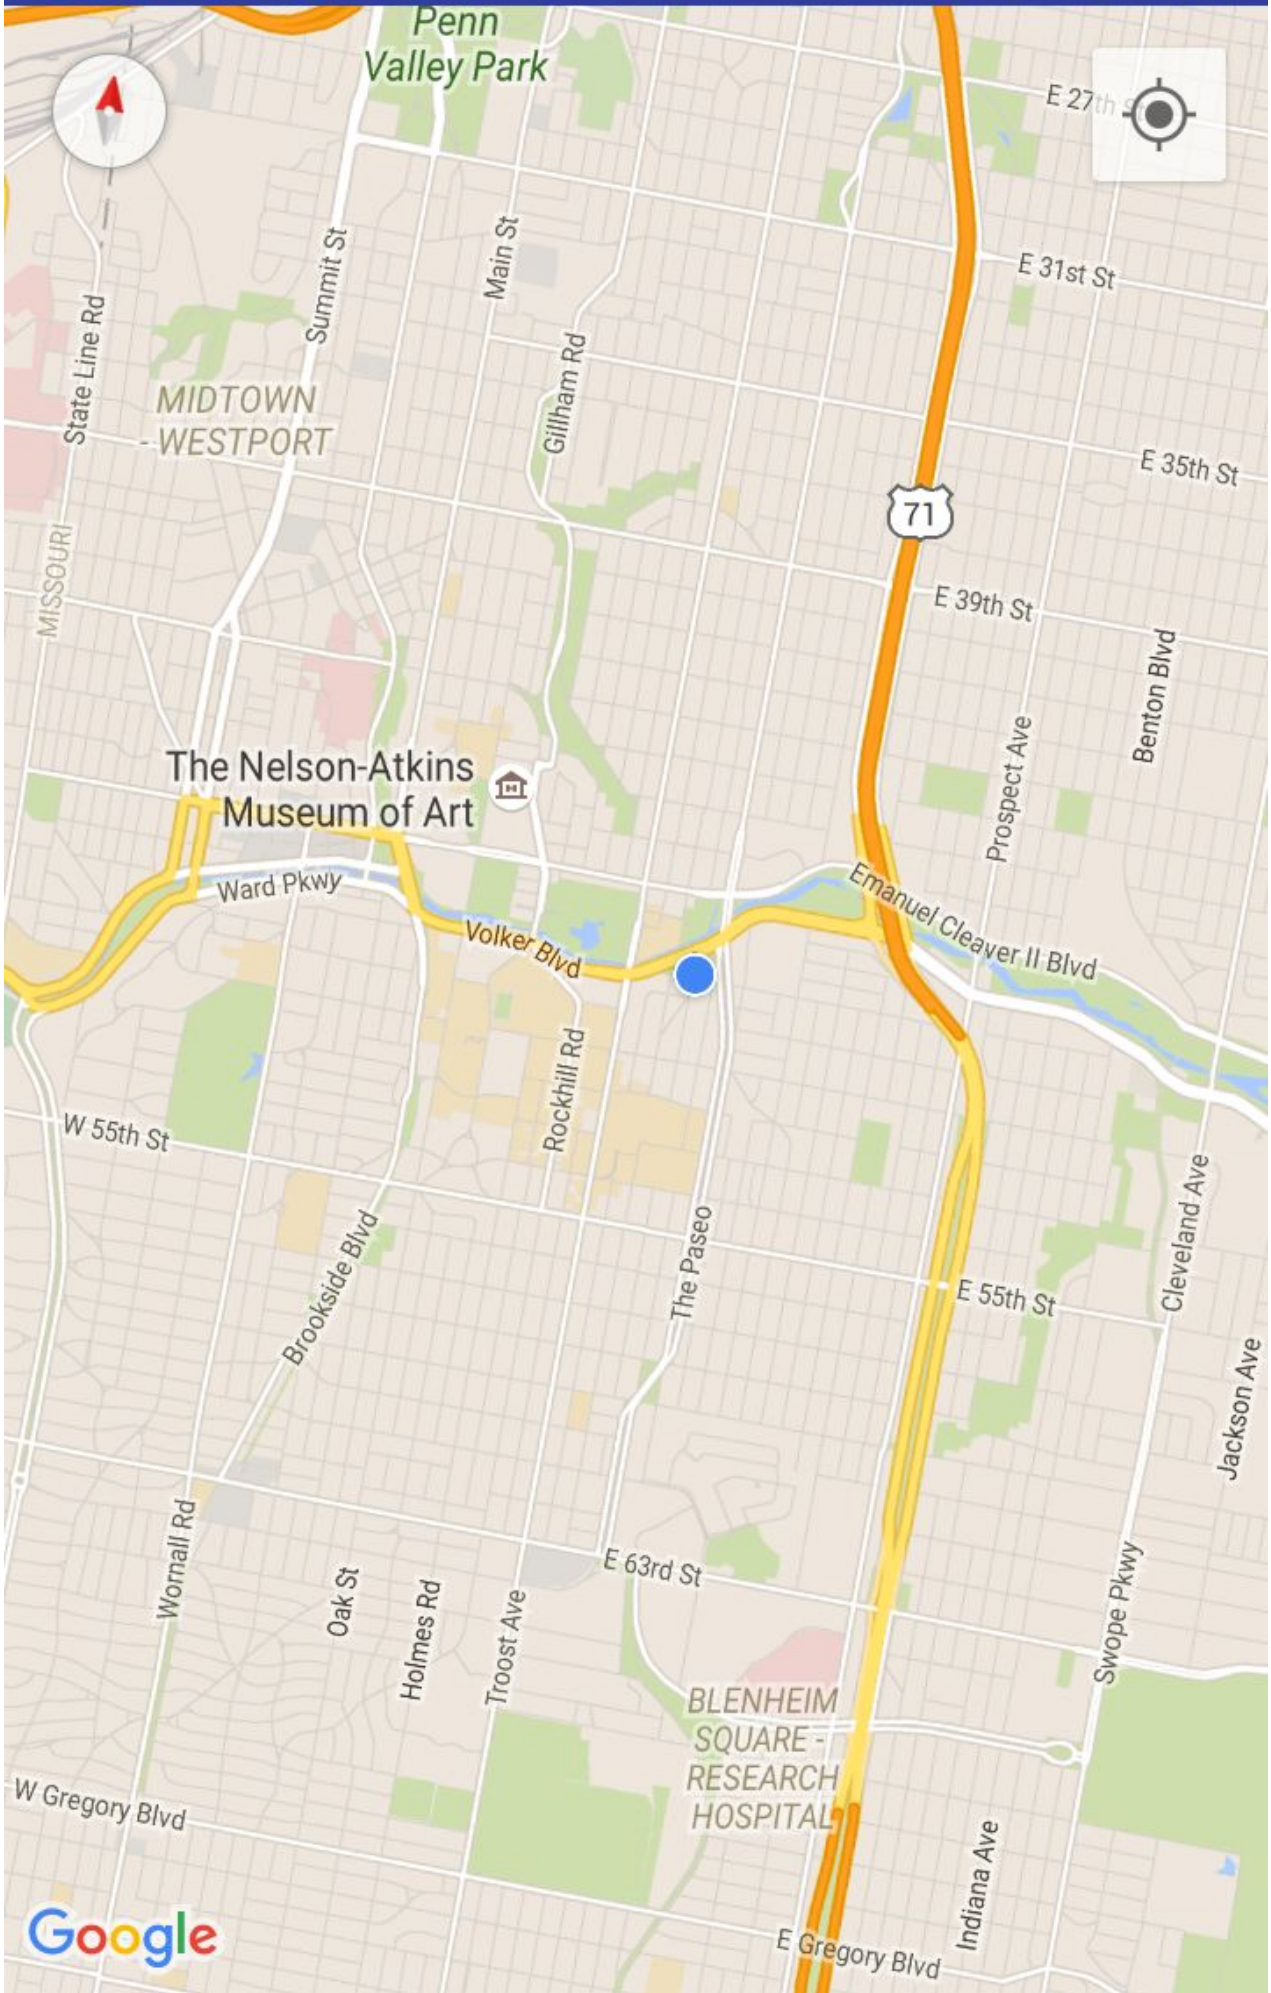 Penn
Valley Park
E 27th St
Summit St
Main St
E 31st St
State Line Rd
MIDTOWN
- WESTPORT
Gillham Rd
E 35th St
71
MISSOURI
E 39th St
Benton Blvd
Prospect Ave
The Nelson-Atkins
Museum of Art
Ward Pkwy
Emanuel Cleaver II Blvd
Volker Blvd
Rockhill Rd
W 55th St
Cleveland Ave
The Paseo
Brookside Blvd
E 55th St
Jackson Ave
Wornall Rd
E 63rd St
Oak St
Holmes Rd
Troost Ave
Swope Pkwy
BLENHEIM
SQUARE -
RESEARCH
HOSPITAL
W Gregory Blvd
Indiana Ave
Google
E Gregory Blvd